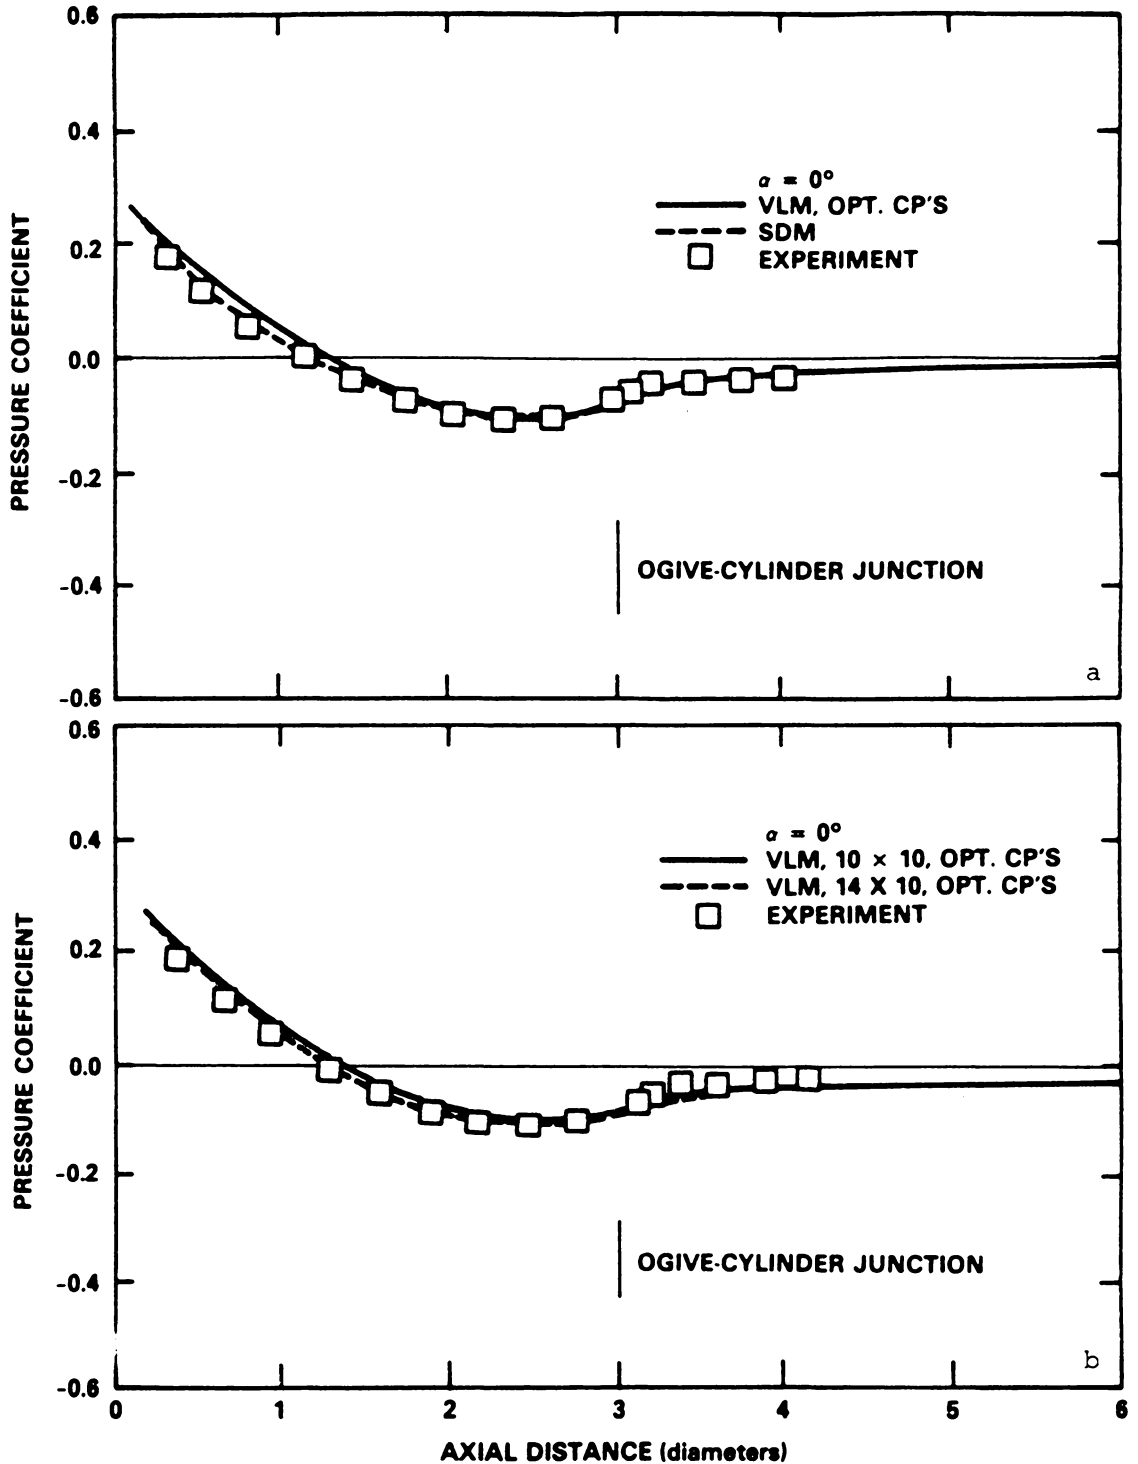 0.6
0.4
0.2
0.0
-0.2
-0.4
-0.6
PRESSURE COEFFICIENT
α = 0°
VLM, OPT. CP'S
SDM
EXPERIMENT
OGIVE-CYLINDER JUNCTION
a
0.6
0.4
0.2
0.0
-0.2
-0.4
-0.6
PRESSURE COEFFICIENT
α = 0°
VLM, 10 × 10, OPT. CP'S
VLM, 14 X 10, OPT. CP'S
EXPERIMENT
OGIVE-CYLINDER JUNCTION
b
0 1 2 3 4 5 6
AXIAL DISTANCE (diameters)